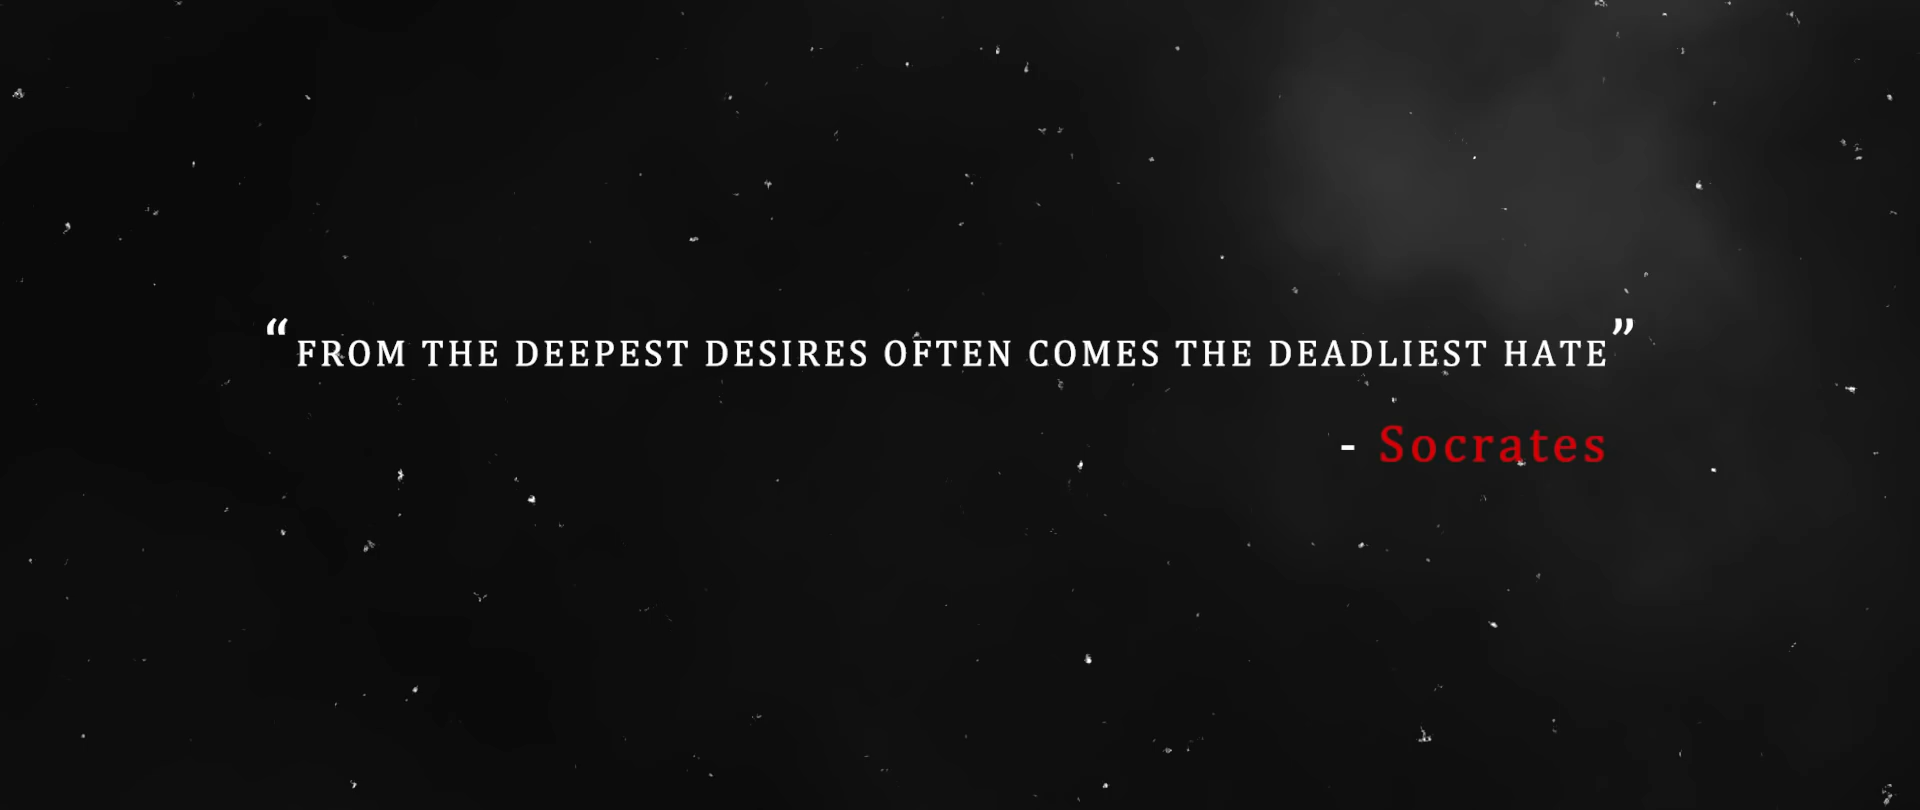 “FROM THE DEEPEST DESIRES OFTEN COMES THE DEADLIEST HATE”
- Socrates